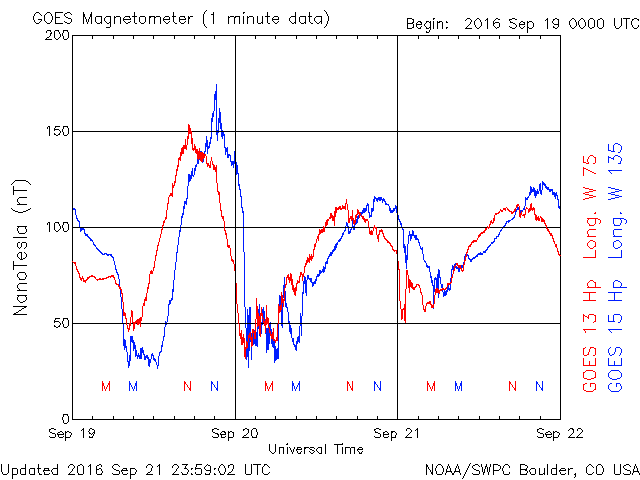 GOES Magnetometer (1 minute data)
Begin: 2016 Sep 19 0000 UTC
NanoTesla (nT)
200
150
100
50
0
M M N N M M N N M M N N
Sep 19 Sep 20 Sep 21 Sep 22
Universal Time
GOES 13 Hp Long. W 75
GOES 15 Hp Long. W 135
Updated 2016 Sep 21 23:59:02 UTC
NOAA/SWPC Boulder, CO USA